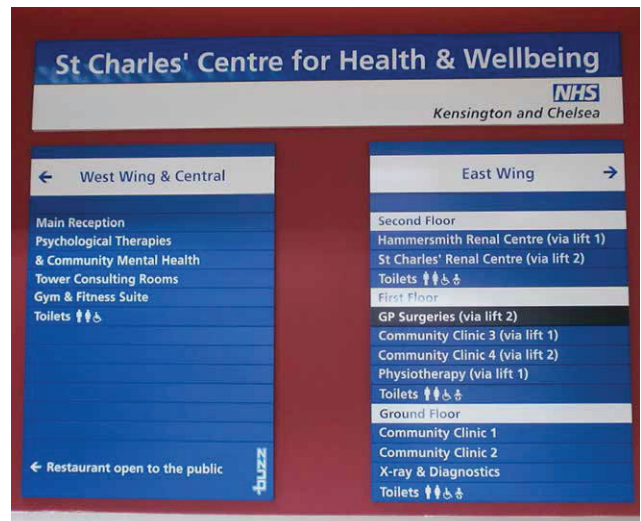 St Charles' Centre for Health & Wellbeing
NHS
Kensington and Chelsea
← West Wing & Central
Main Reception
Psychological Therapies
& Community Mental Health
Tower Consulting Rooms
Gym & Fitness Suite
Toilets
← Restaurant open to the public
buzz
East Wing →
Second Floor
Hammersmith Renal Centre (via lift 1)
St Charles' Renal Centre (via lift 2)
Toilets
First Floor
GP Surgeries (via lift 2)
Community Clinic 3 (via lift 1)
Community Clinic 4 (via lift 2)
Physiotherapy (via lift 1)
Toilets
Ground Floor
Community Clinic 1
Community Clinic 2
X-ray & Diagnostics
Toilets